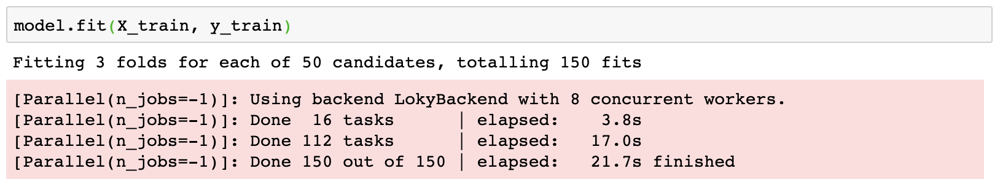 model.fit(X_train, y_train)
Fitting 3 folds for each of 50 candidates, totalling 150 fits
[Parallel(n_jobs=-1)]: Using backend LokyBackend with 8 concurrent workers.
[Parallel(n_jobs=-1)]: Done  16 tasks      | elapsed:    3.8s
[Parallel(n_jobs=-1)]: Done 112 tasks      | elapsed:   17.0s
[Parallel(n_jobs=-1)]: Done 150 out of 150 | elapsed:   21.7s finished